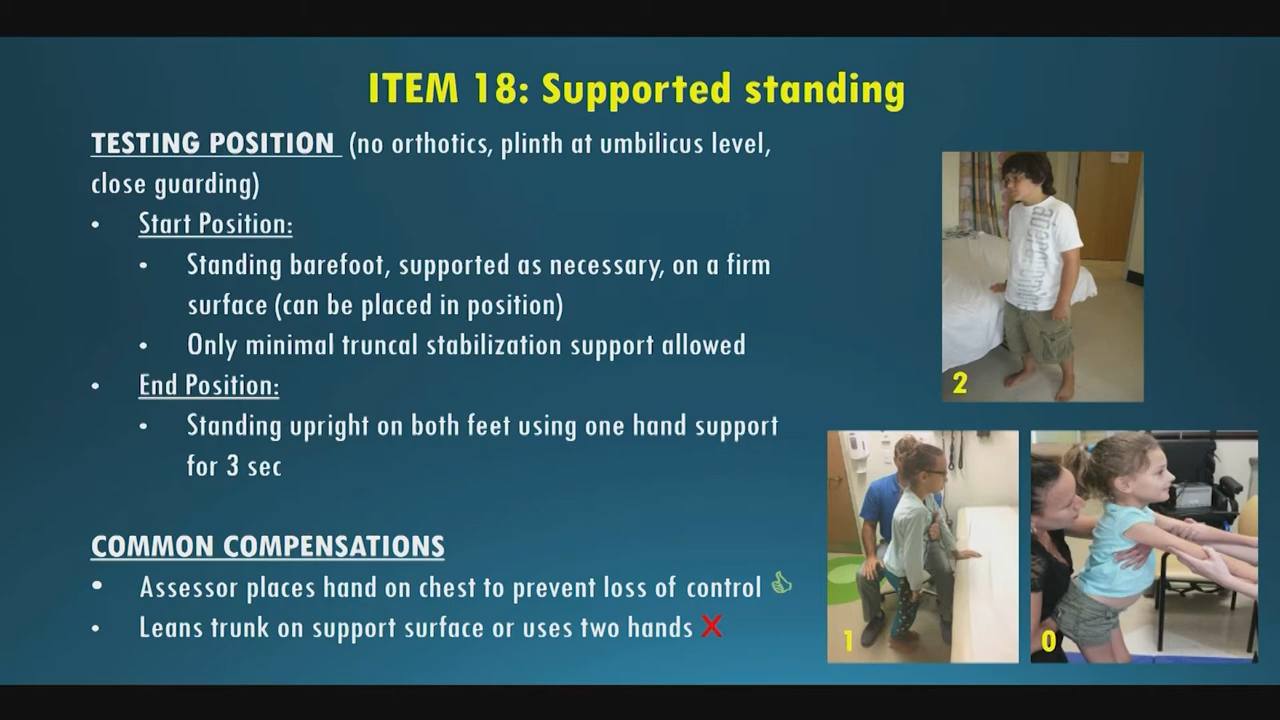 ITEM 18: Supported standing
TESTING POSITION (no orthotics, plinth at umbilicus level,
close guarding)
• Start Position:
• Standing barefoot, supported as necessary, on a firm
surface (can be placed in position)
• Only minimal truncal stabilization support allowed
• End Position:
• Standing upright on both feet using one hand support
for 3 sec
COMMON COMPENSATIONS
• Assessor places hand on chest to prevent loss of control 👍
• Leans trunk on support surface or uses two hands X
2
1
0